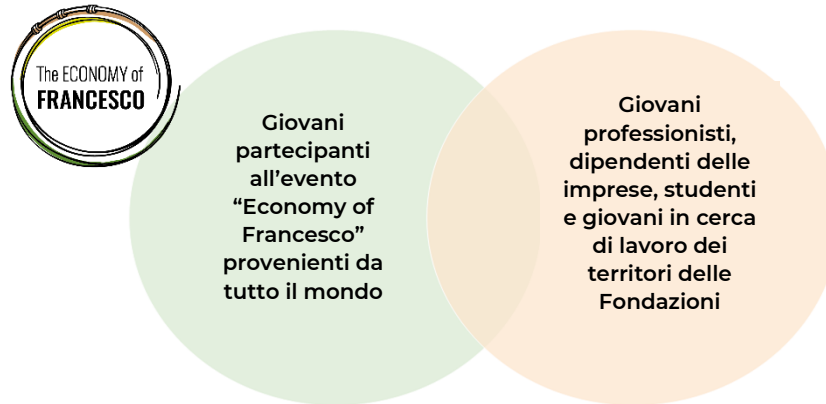 The ECONOMY of
FRANCESCO
Giovani
partecipanti
all’evento
“Economy of
Francesco”
provenienti da
tutto il mondo
Giovani
professionisti,
dipendenti delle
imprese, studenti
e giovani in cerca
di lavoro dei
territori delle
Fondazioni